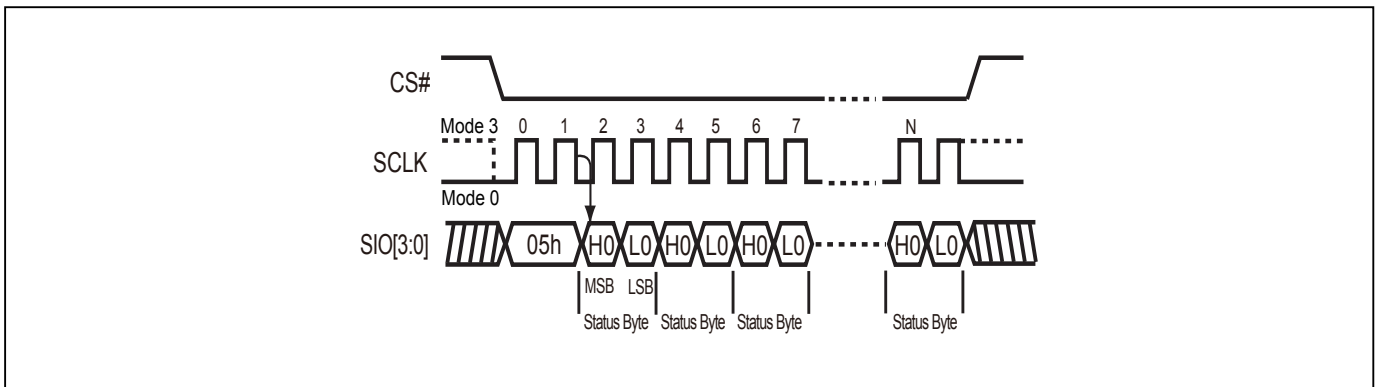 CS#
Mode 3 0 1 2 3 4 5 6 7 N
SCLK
Mode 0
SIO[3:0] 05h H0 L0 H0 L0 H0 L0 H0 L0
MSB LSB
Status Byte Status Byte Status Byte Status Byte